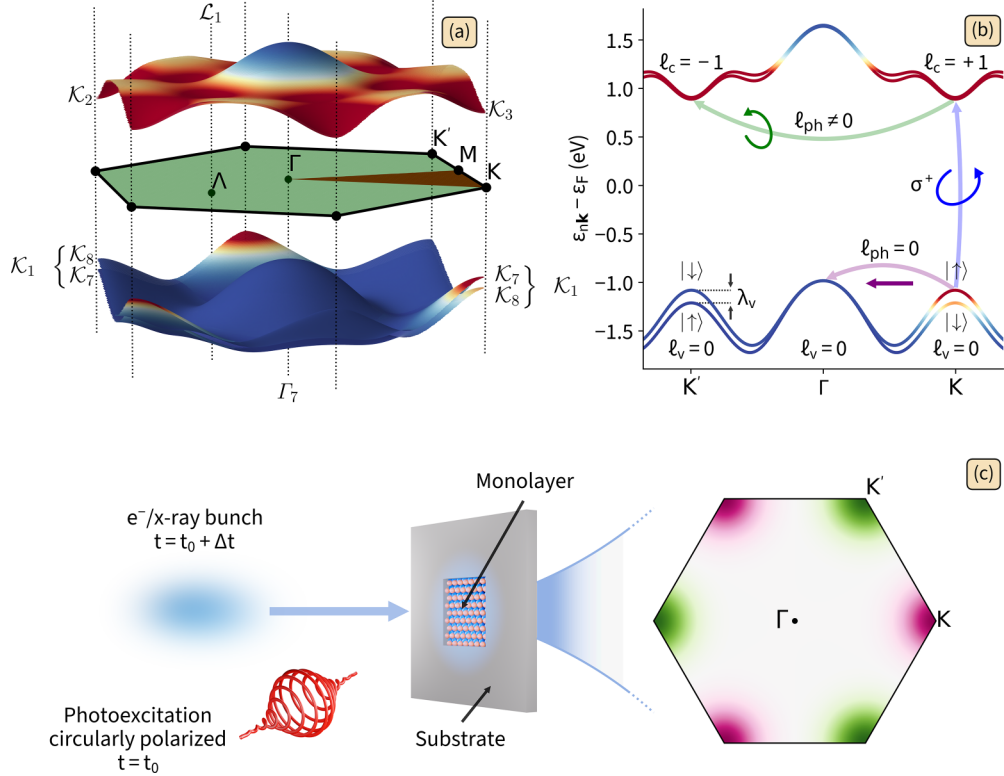 ℒ₁
(a)
𝒦₂
𝒦₃
K′
M
K
Γ
Λ
𝒦₁ { 𝒦₈
𝒦₇
𝒦₇
𝒦₈ } 𝒦₁
Γ₇
(b)
ℓc = −1
ℓc = +1
ℓph ≠ 0
σ⁺
ℓph = 0
|↓⟩
|↑⟩
λv
|↑⟩
|↓⟩
ℓv = 0
ℓv = 0
ℓv = 0
εnk − εF (eV)
1.5
1.0
0.5
0.0
−0.5
−1.0
−1.5
K′
Γ
K
(c)
Monolayer
e⁻/x-ray bunch
t = t₀ + Δt
Photoexcitation
circularly polarized
t = t₀
Substrate
K′
K
Γ